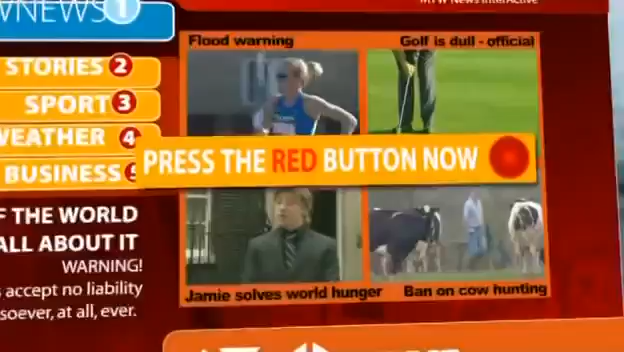 MTW News InterActive
VNEWS 1
STORIES 2
SPORT 3
WEATHER 4
BUSINESS 5
Flood warning
Golf is dull - official
PRESS THE RED BUTTON NOW
Jamie solves world hunger
Ban on cow hunting
F THE WORLD
ALL ABOUT IT
WARNING!
accept no liability
soever, at all, ever.